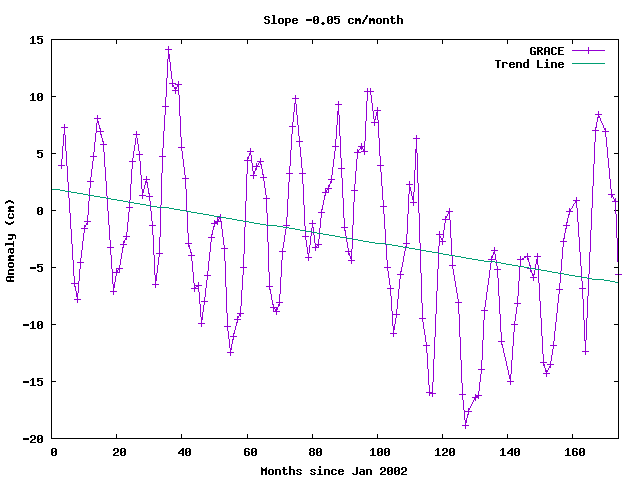 Slope -0.05 cm/month
GRACE
Trend Line
15
10
5
0
-5
-10
-15
-20
Anomaly (cm)
0 20 40 60 80 100 120 140 160
Months since Jan 2002